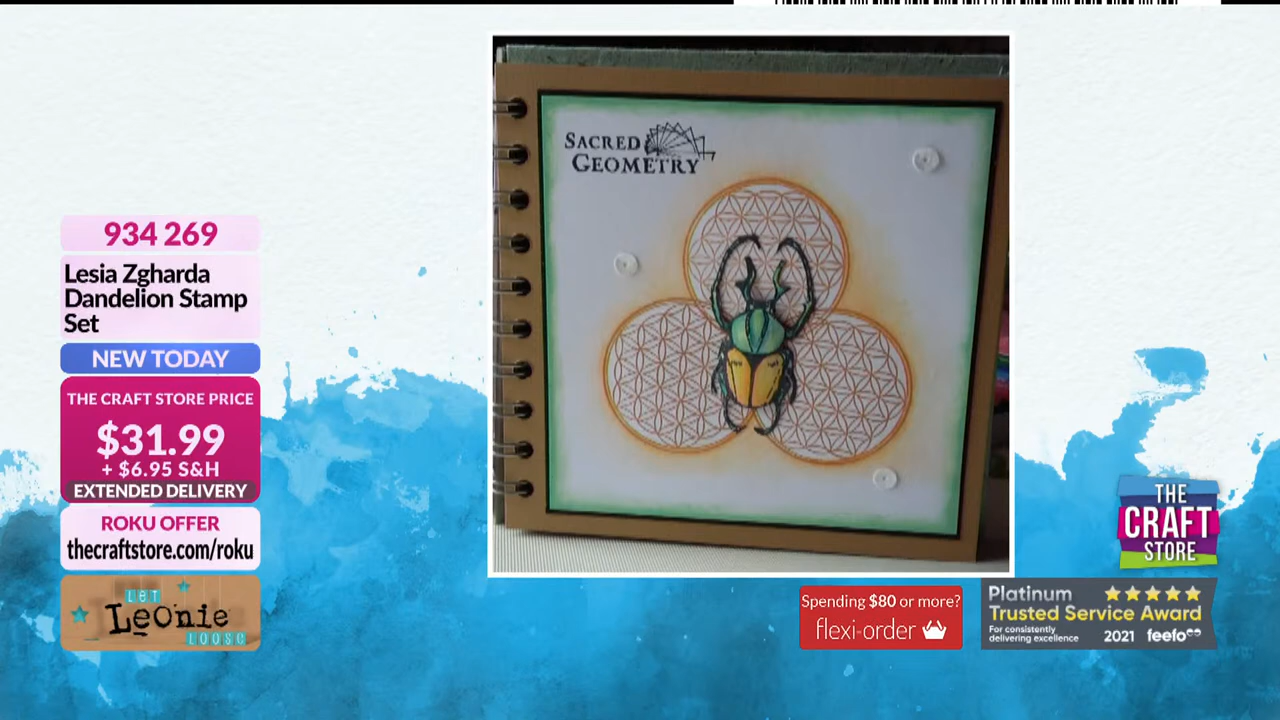 SACRED
GEOMETRY
934 269
Lesia Zgharda
Dandelion Stamp
Set
NEW TODAY
THE CRAFT STORE PRICE
$31.99
+ $6.95 S&H
EXTENDED DELIVERY
ROKU OFFER
thecraftstore.com/roku
LET
Leonie
LOOSE
THE
CRAFT
STORE
Spending $80 or more?
flexi-order
Platinum
Trusted Service Award
For consistently
delivering excellence
2021 feefo